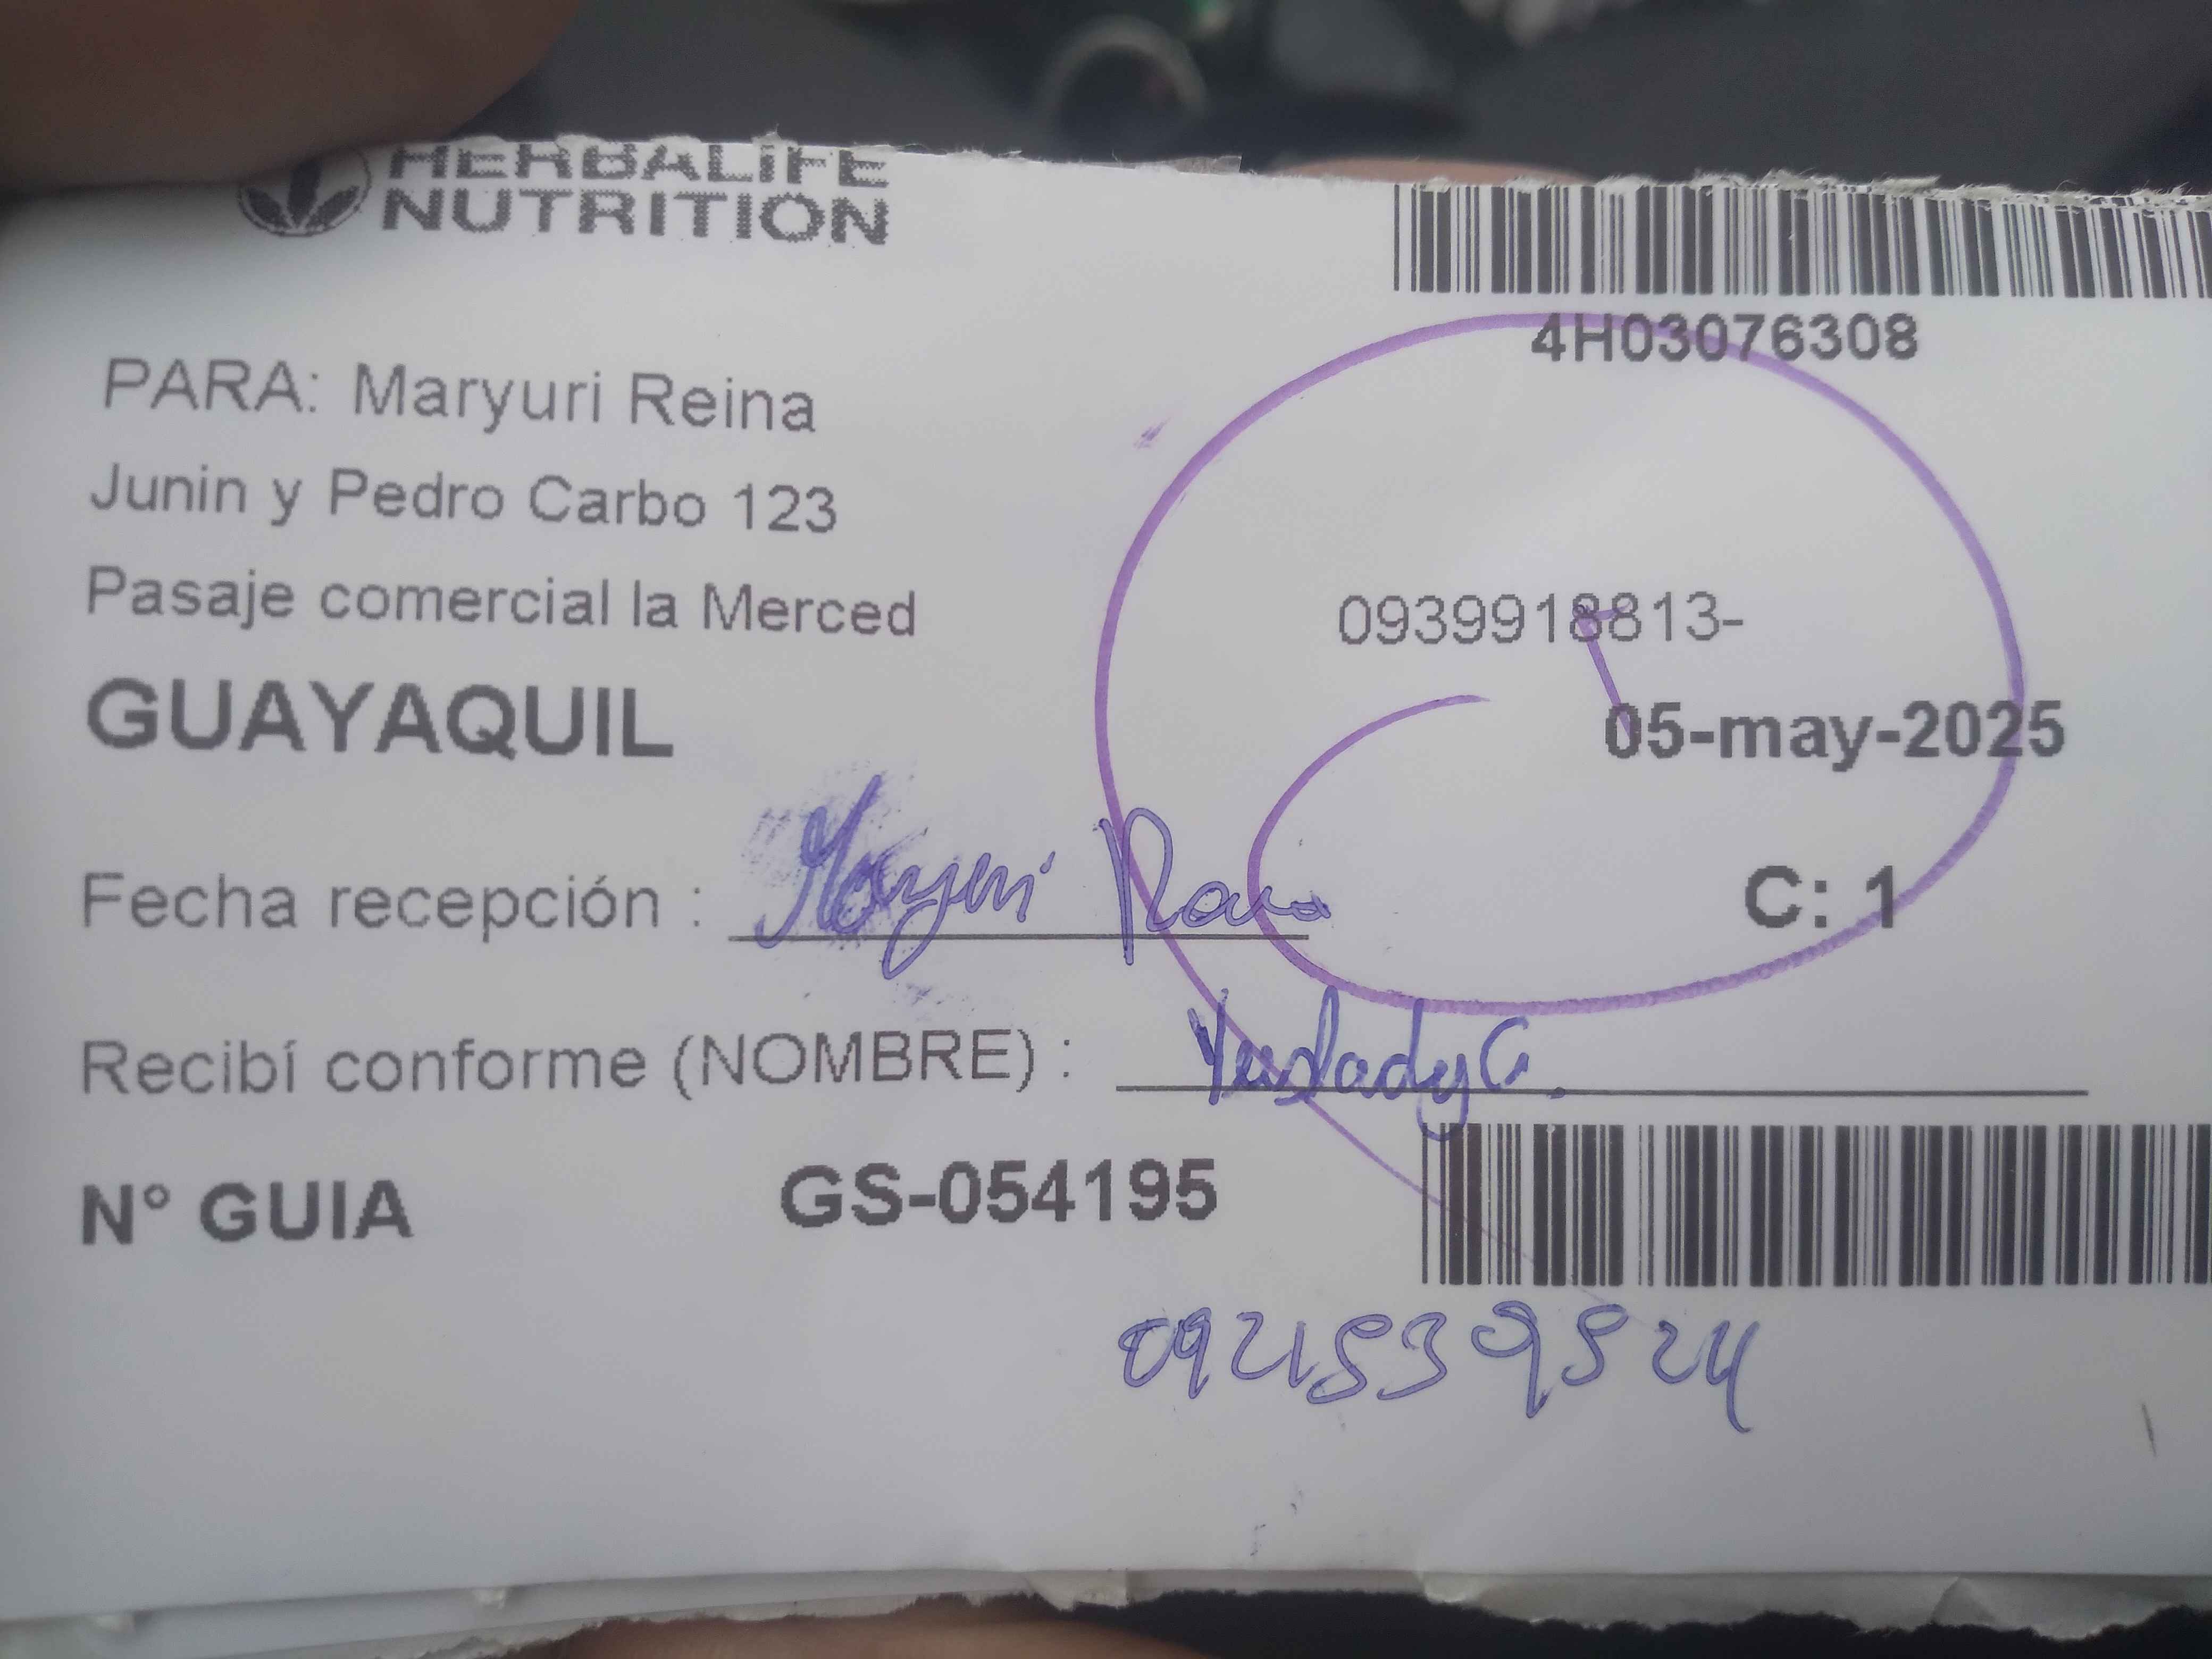 HERBALIFE
NUTRITION
4H03076308
PARA: Maryuri Reina
Junin y Pedro Carbo 123
Pasaje comercial la Merced
0939918813-
GUAYAQUIL
05-may-2025
Fecha recepción :
C: 1
Recibí conforme (NOMBRE) :
N° GUIA GS-054195